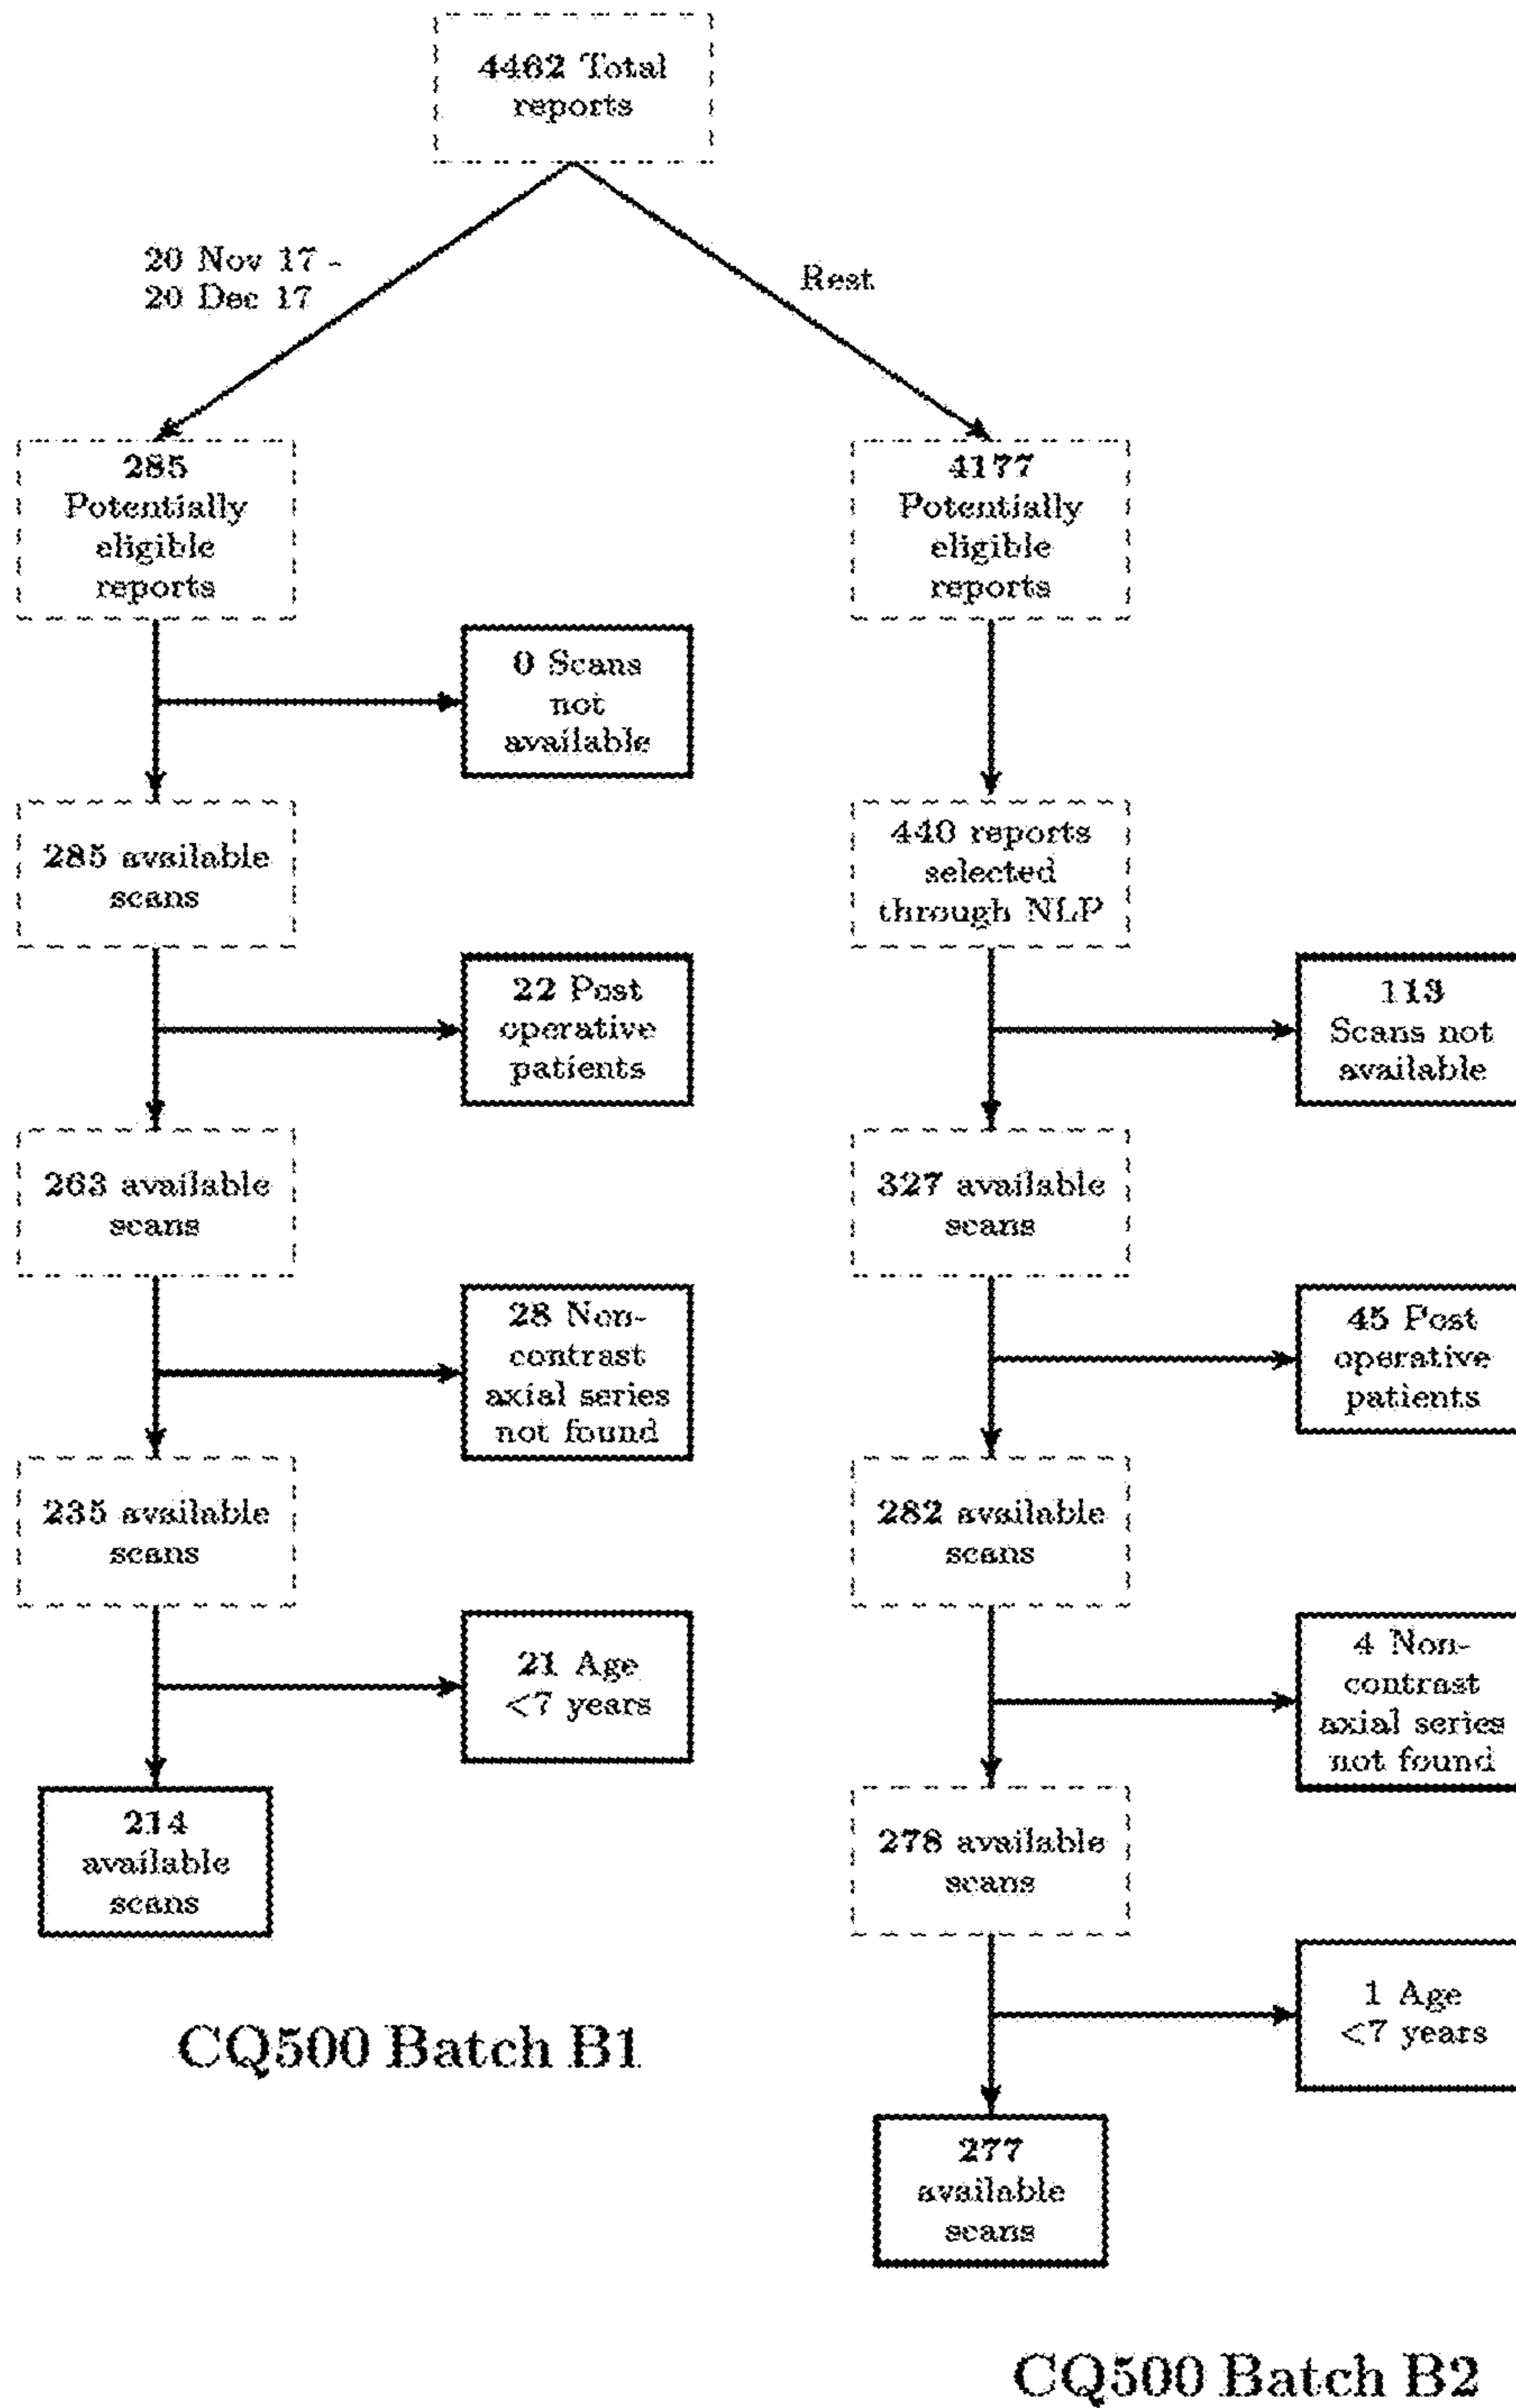 4462 Total
reports
20 Nov 17 -
20 Dec 17
Rest
285
Potentially
eligible
reports
0 Scans
not
available
285 available
scans
22 Post
operative
patients
263 available
scans
28 Non-
contrast
axial series
not found
235 available
scans
21 Age
<7 years
214
available
scans
CQ500 Batch B1
4177
Potentially
eligible
reports
440 reports
selected
through NLP
113
Scans not
available
327 available
scans
45 Post
operative
patients
282 available
scans
4 Non-
contrast
axial series
not found
278 available
scans
1 Age
<7 years
277
available
scans
CQ500 Batch B2